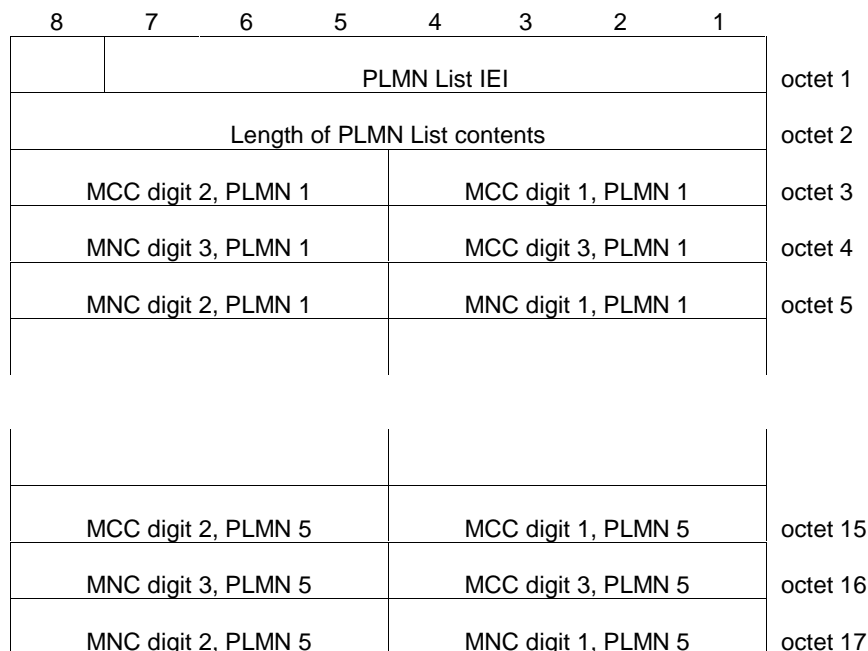 8 7 6 5 4 3 2 1
PLMN List IEI octet 1
Length of PLMN List contents octet 2
MCC digit 2, PLMN 1 MCC digit 1, PLMN 1 octet 3
MNC digit 3, PLMN 1 MCC digit 3, PLMN 1 octet 4
MNC digit 2, PLMN 1 MNC digit 1, PLMN 1 octet 5
MCC digit 2, PLMN 5 MCC digit 1, PLMN 5 octet 15
MNC digit 3, PLMN 5 MCC digit 3, PLMN 5 octet 16
MNC digit 2, PLMN 5 MNC digit 1, PLMN 5 octet 17